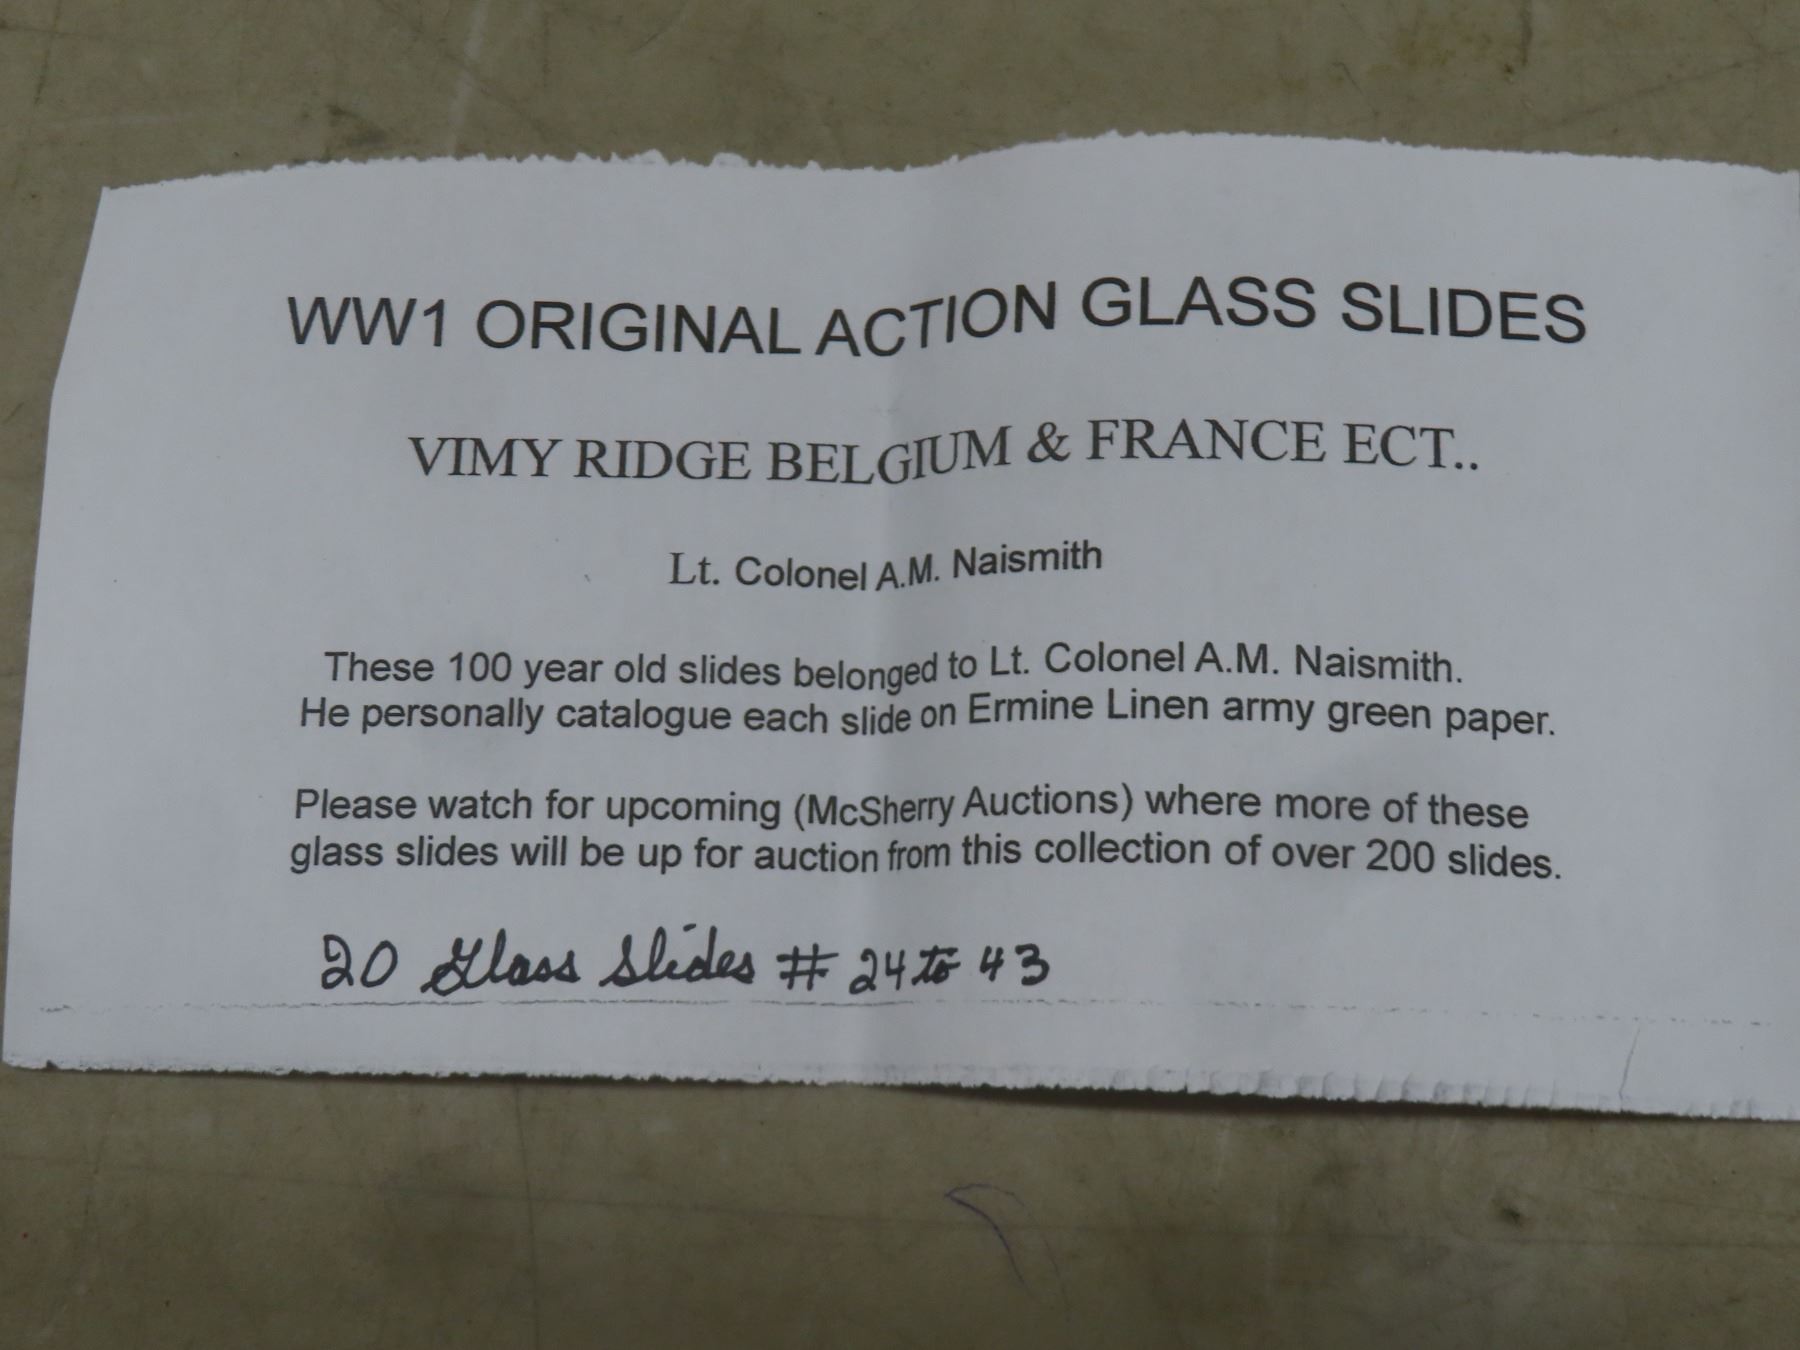 WW1 ORIGINAL ACTION GLASS SLIDES
VIMY RIDGE BELGIUM & FRANCE ECT..
Lt. Colonel A.M. Naismith
These 100 year old slides belonged to Lt. Colonel A.M. Naismith.
He personally catalogue each slide on Ermine Linen army green paper.
Please watch for upcoming (McSherry Auctions) where more of these
glass slides will be up for auction from this collection of over 200 slides.
20 Glass Slides # 24 to 43